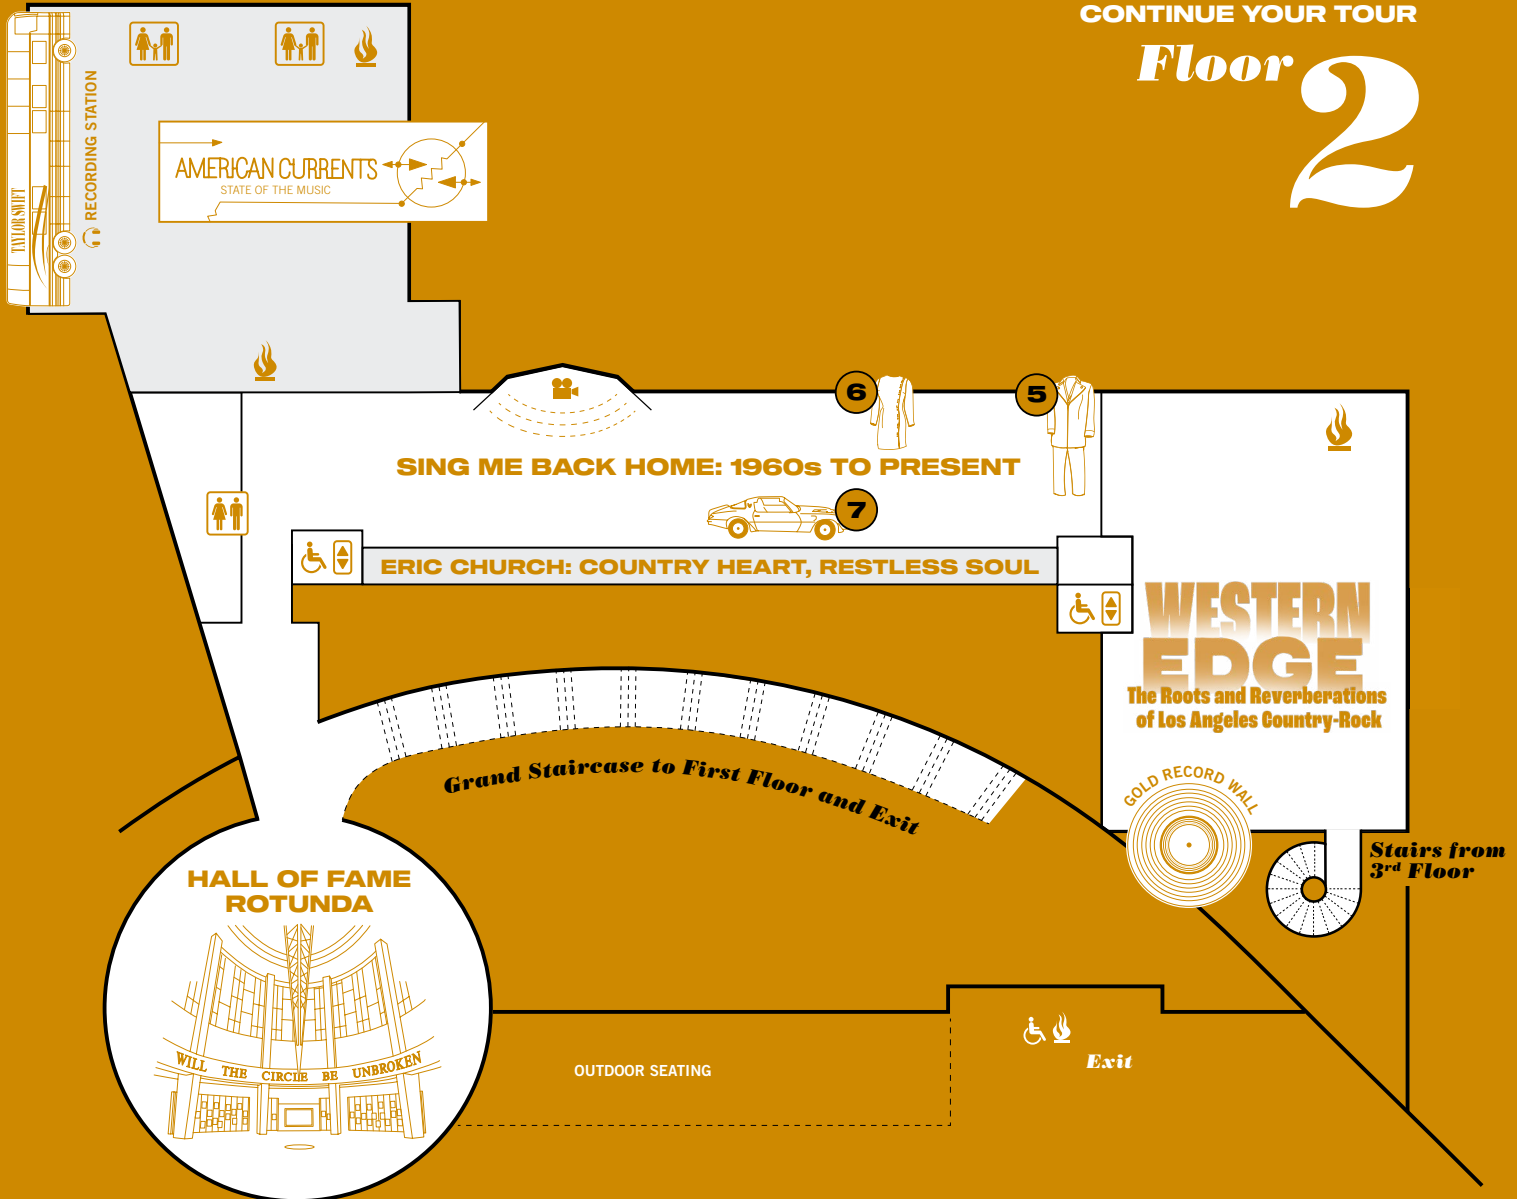 CONTINUE YOUR TOUR
Floor
2
TAYLOR SWIFT
RECORDING STATION
AMERICAN CURRENTS
STATE OF THE MUSIC
6
5
SING ME BACK HOME: 1960s TO PRESENT
7
ERIC CHURCH: COUNTRY HEART, RESTLESS SOUL
WESTERN
EDGE
The Roots and Reverberations
of Los Angeles Country-Rock
Grand Staircase to First Floor and Exit
GOLD RECORD WALL
Stairs from
3rd Floor
HALL OF FAME
ROTUNDA
WILL THE CIRCLE BE UNBROKEN
OUTDOOR SEATING
Exit